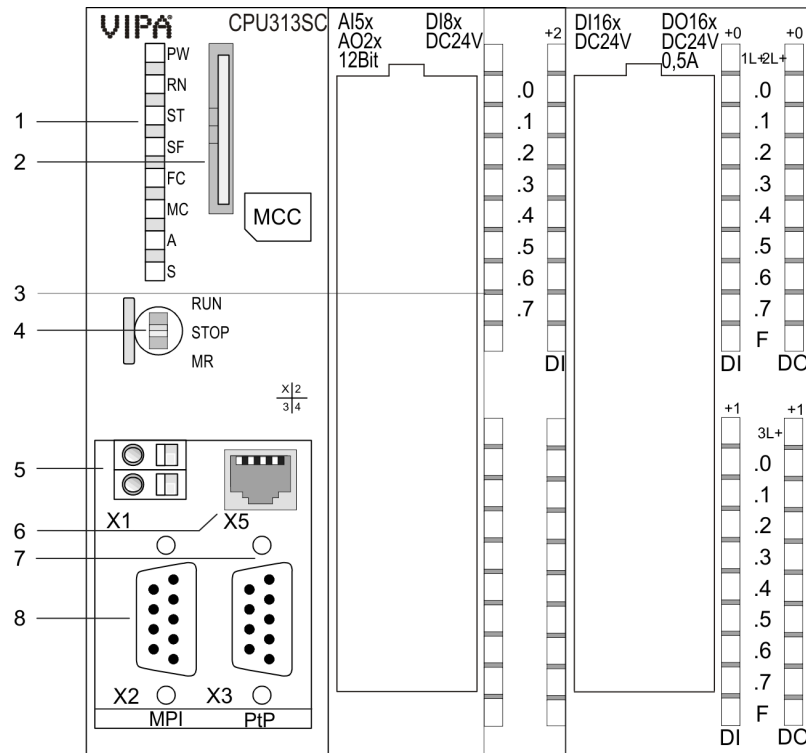 VIPA CPU313SC
PW
RN
ST
SF
FC
MC
A
S
MCC
RUN
STOP
MR
X 2
3 4
X1
X5
X2
X3
MPI
PtP
1
2
3
4
5
6
7
8
AI5x DI8x
AO2x DC24V
12Bit
+2
.0
.1
.2
.3
.4
.5
.6
.7
DI
DI16x DO16x
DC24V DC24V
0,5A
+0 +0
1L+ 2L+
.0
.1
.2
.3
.4
.5
.6
.7
F
DI DO
+1 +1
3L+
.0
.1
.2
.3
.4
.5
.6
.7
F
DI DO